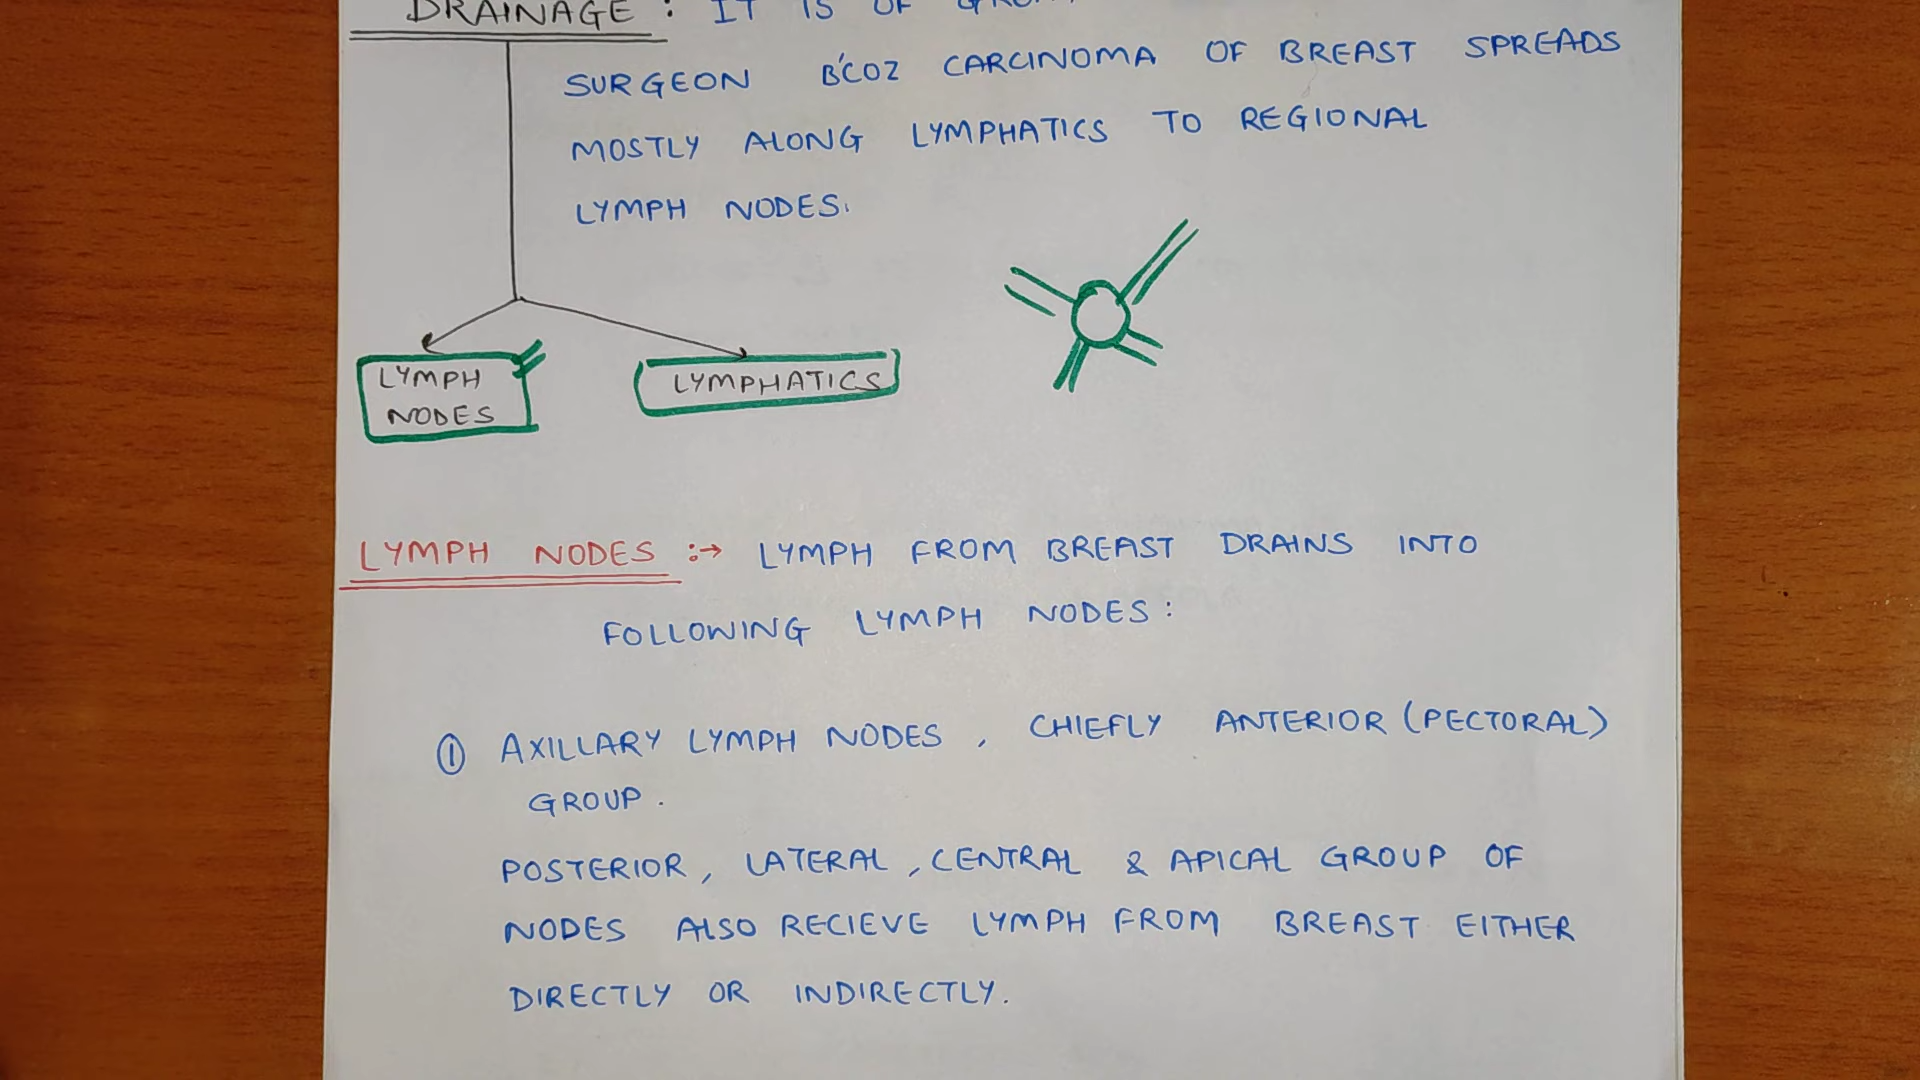 DRAINAGE : IT IS OF
SURGEON B'COZ CARCINOMA OF BREAST SPREADS
MOSTLY ALONG LYMPHATICS TO REGIONAL
LYMPH NODES.
LYMPH
NODES
LYMPHATICS
LYMPH NODES :→ LYMPH FROM BREAST DRAINS INTO
FOLLOWING LYMPH NODES :
① AXILLARY LYMPH NODES , CHIEFLY ANTERIOR (PECTORAL)
GROUP .
POSTERIOR , LATERAL , CENTRAL & APICAL GROUP OF
NODES ALSO RECIEVE LYMPH FROM BREAST EITHER
DIRECTLY OR INDIRECTLY.